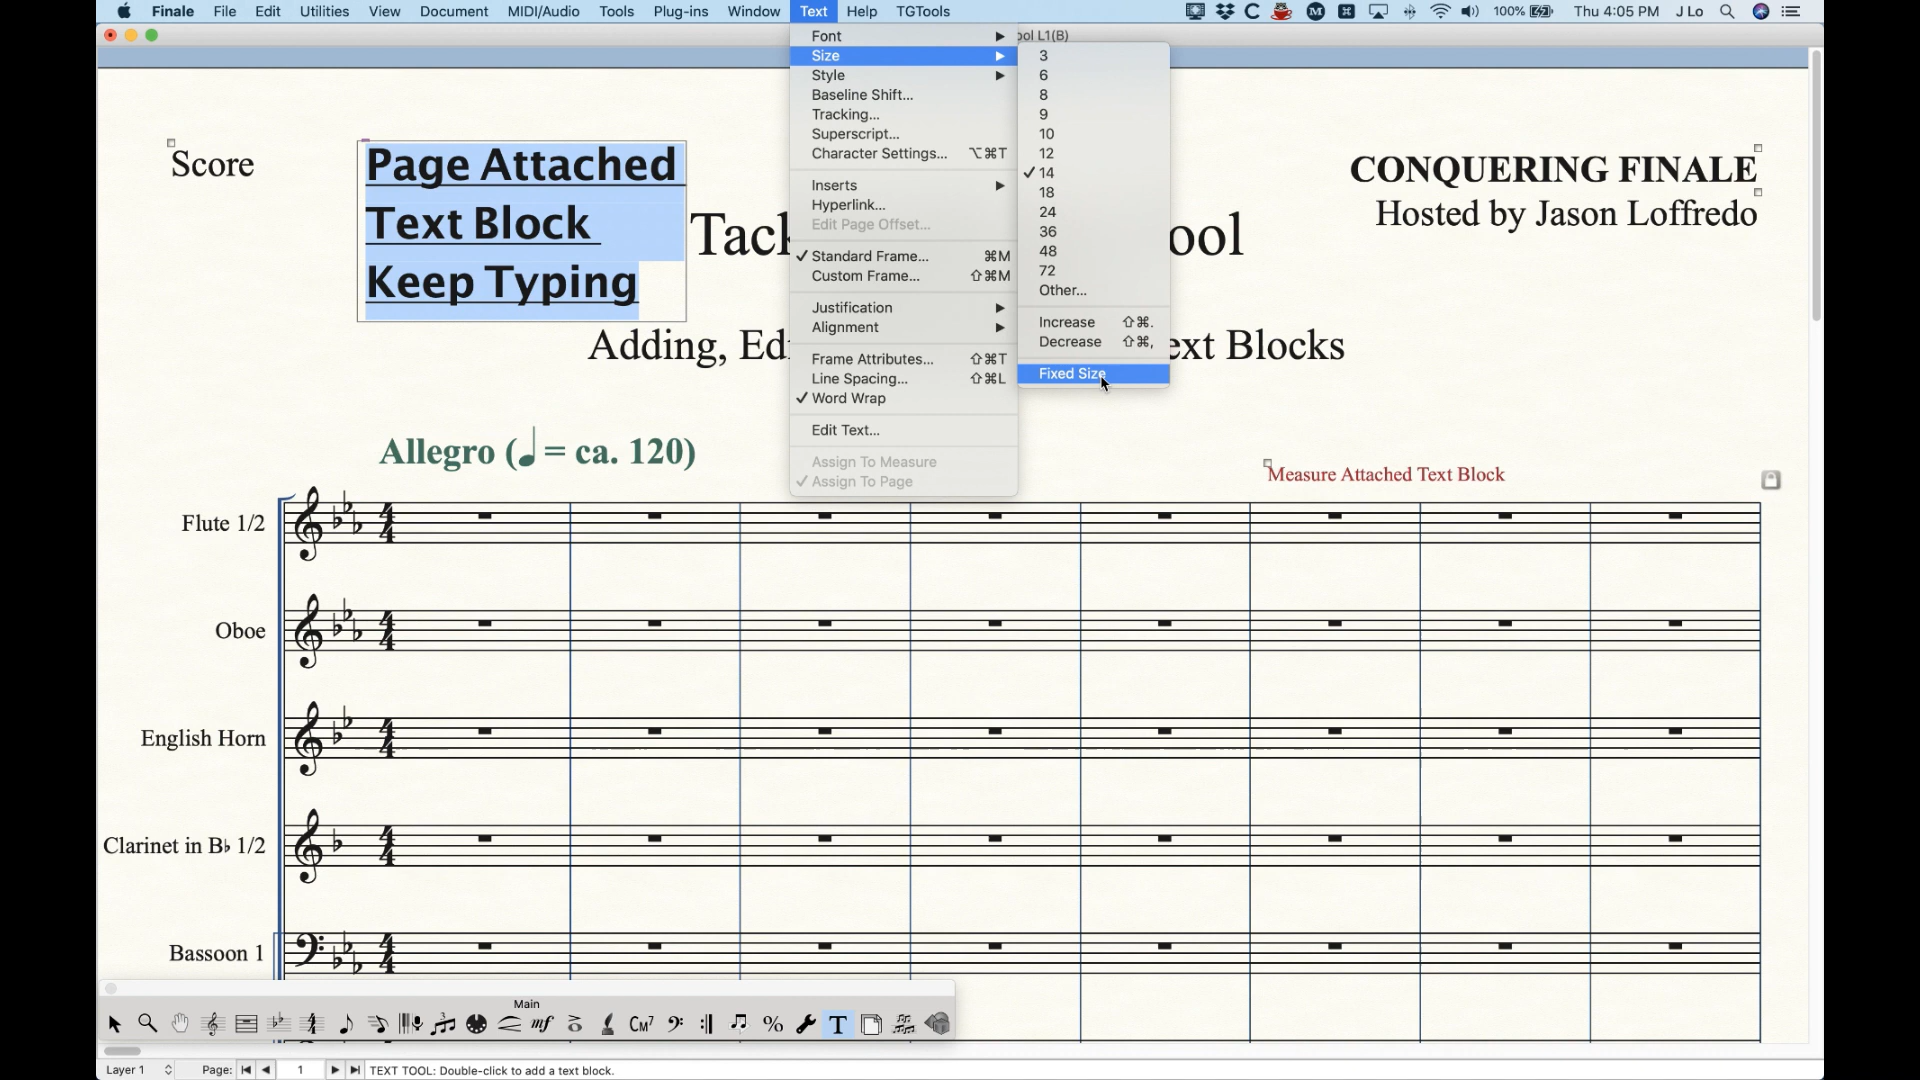 Finale File Edit Utilities View Document MIDI/Audio Tools Plug-ins Window Text Help TGTools 100% Thu 4:05 PM J Lo
ool L1(B)
Font
Size
Style
Baseline Shift...
Tracking...
Superscript...
Character Settings... ⌥⌘T
Inserts
Hyperlink...
Edit Page Offset...
✓ Standard Frame... ⌘M
Custom Frame... ⇧⌘M
Justification
Alignment
Frame Attributes... ⇧⌘T
Line Spacing... ⇧⌘L
✓ Word Wrap
Edit Text...
Assign To Measure
✓ Assign To Page
3
6
8
9
10
12
✓ 14
18
24
36
48
72
Other...
Increase ⇧⌘.
Decrease ⇧⌘,
Fixed Size
Score
Page Attached
Text Block
Keep Typing
CONQUERING FINALE
Hosted by Jason Loffredo
Tack ool
Adding, Ed ext Blocks
Allegro (♩ = ca. 120)
Measure Attached Text Block
Flute 1/2
Oboe
English Horn
Clarinet in B♭ 1/2
Bassoon 1
Main
mf CM7 % T
Layer 1 Page: 1 TEXT TOOL: Double-click to add a text block.